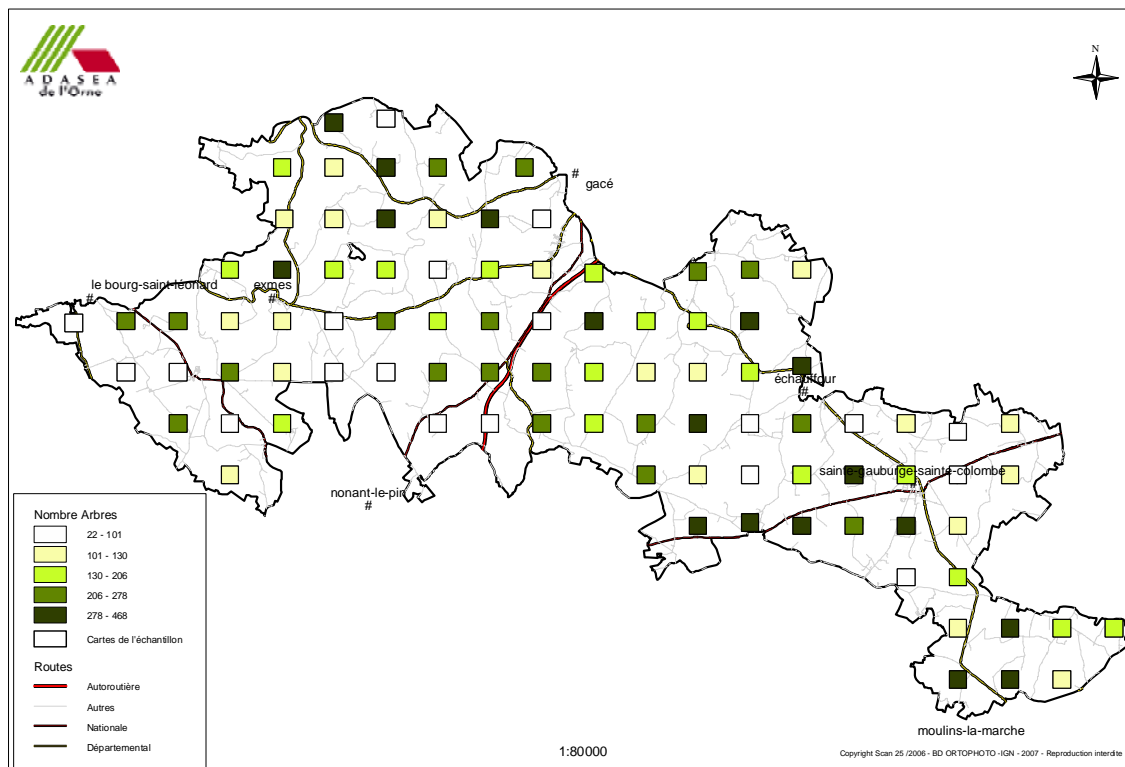 ADASEA
de l'Orne
N
#
gacé
le bourg-saint-léonard
#
exmes
#
échauffour
#
sainte-gauburge-sainte-colombe
#
nonant-le-pin
#
moulins-la-marche
Nombre Arbres
22 - 101
101 - 130
130 - 206
206 - 278
278 - 468
Cartes de l'échantillon
Routes
Autoroutière
Autres
Nationale
Départemental
1:80000
Copyright Scan 25 /2006 - BD ORTOPHOTO -IGN - 2007 - Reproduction interdite